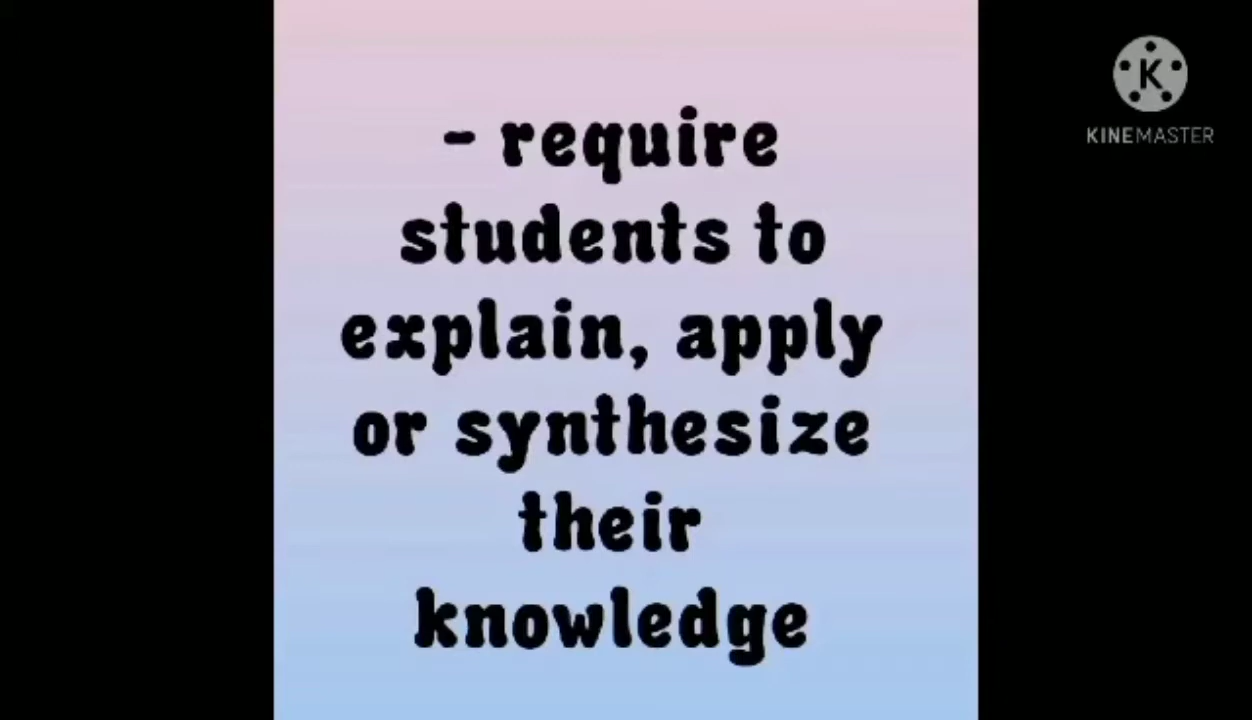 - require
students to
explain, apply
or synthesize
their
knowledge
K
KINEMASTER